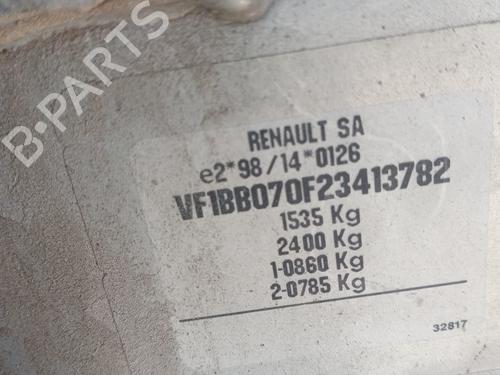 B-PARTS
RENAULT SA
e2*98/14*0126
VF1BB070F23413782
1535 Kg
2400 Kg
1-0860 Kg
2-0785 Kg
32817